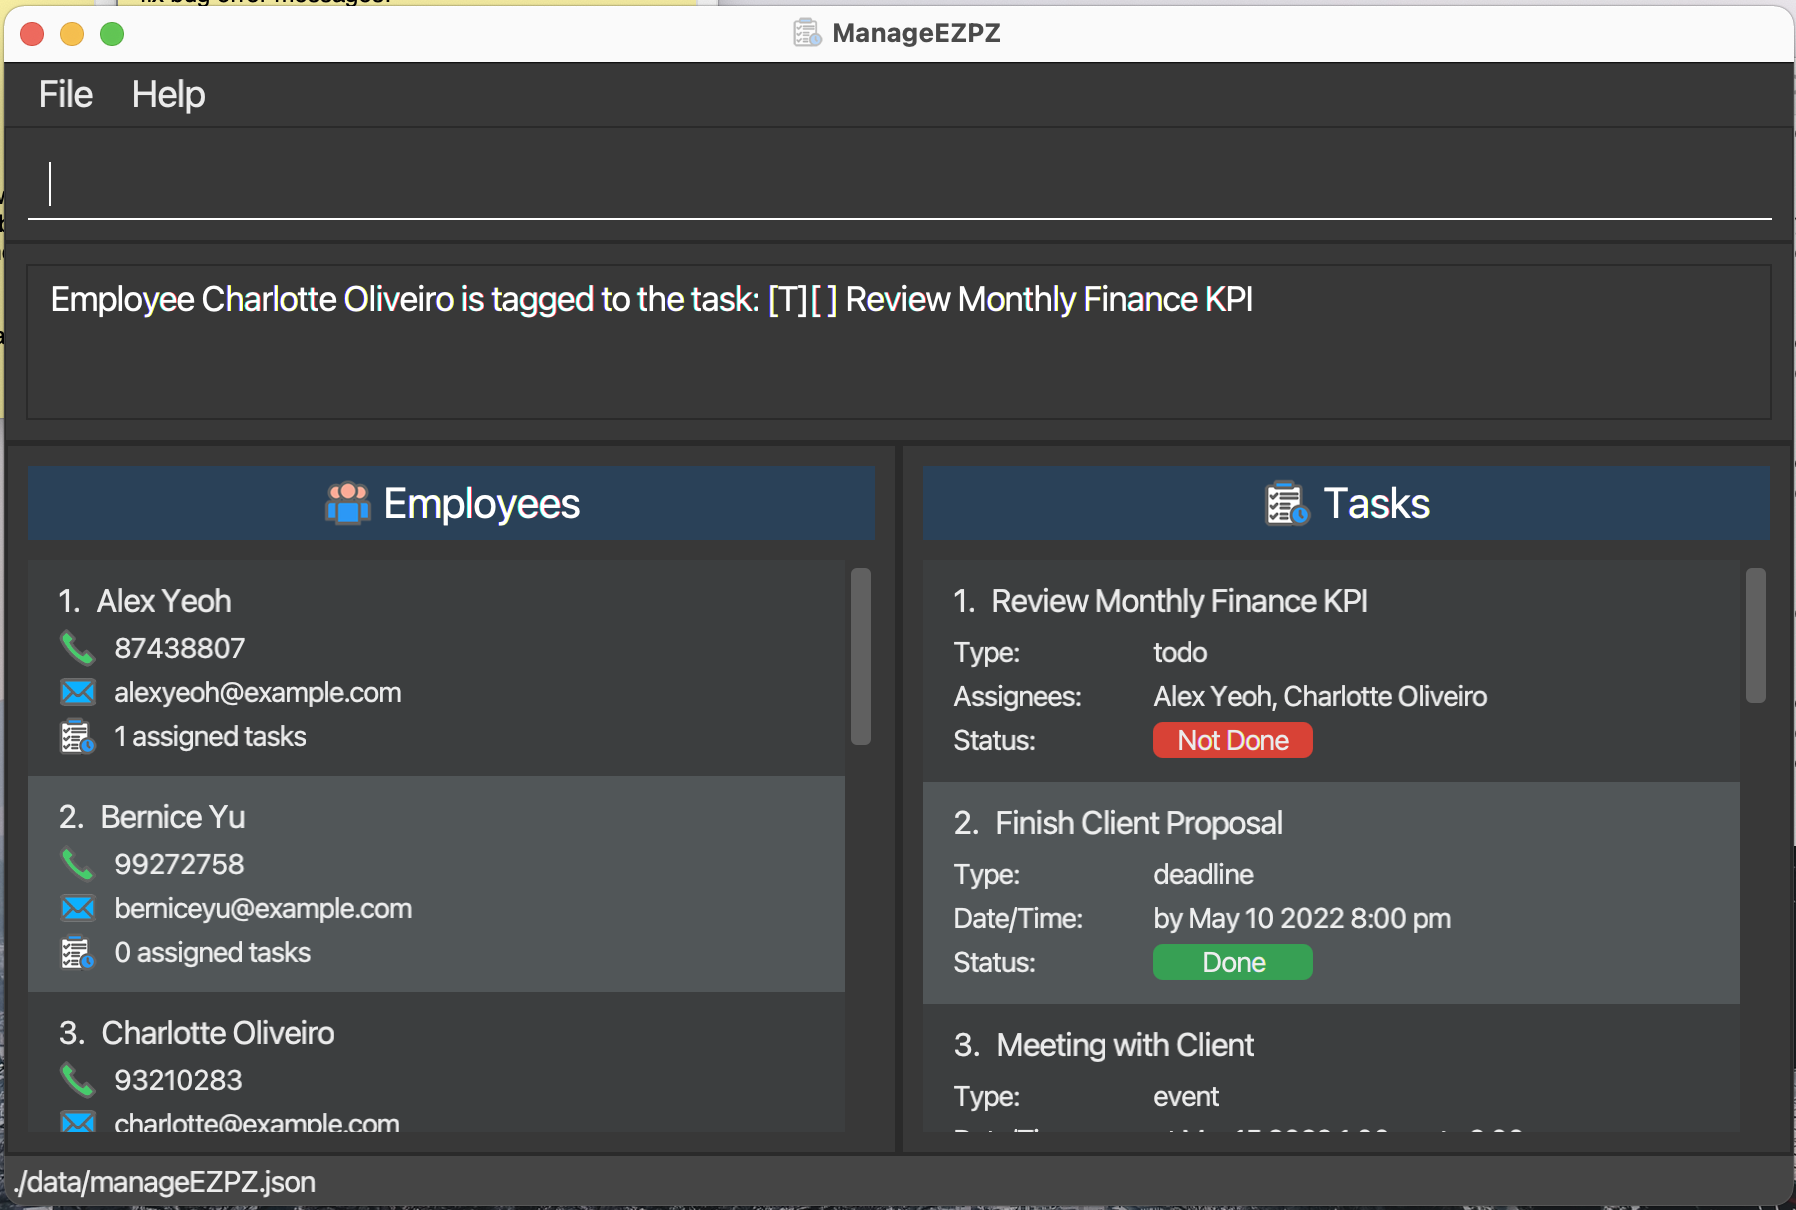 fix bug error messages!
ManageEZPZ
File Help
Employee Charlotte Oliveiro is tagged to the task: [T][ ] Review Monthly Finance KPI
Employees
1. Alex Yeoh
87438807
alexyeoh@example.com
1 assigned tasks
2. Bernice Yu
99272758
berniceyu@example.com
0 assigned tasks
3. Charlotte Oliveiro
93210283
charlotte@example.com
Tasks
1. Review Monthly Finance KPI
Type: todo
Assignees: Alex Yeoh, Charlotte Oliveiro
Status: Not Done
2. Finish Client Proposal
Type: deadline
Date/Time: by May 10 2022 8:00 pm
Status: Done
3. Meeting with Client
Type: event
./data/manageEZPZ.json